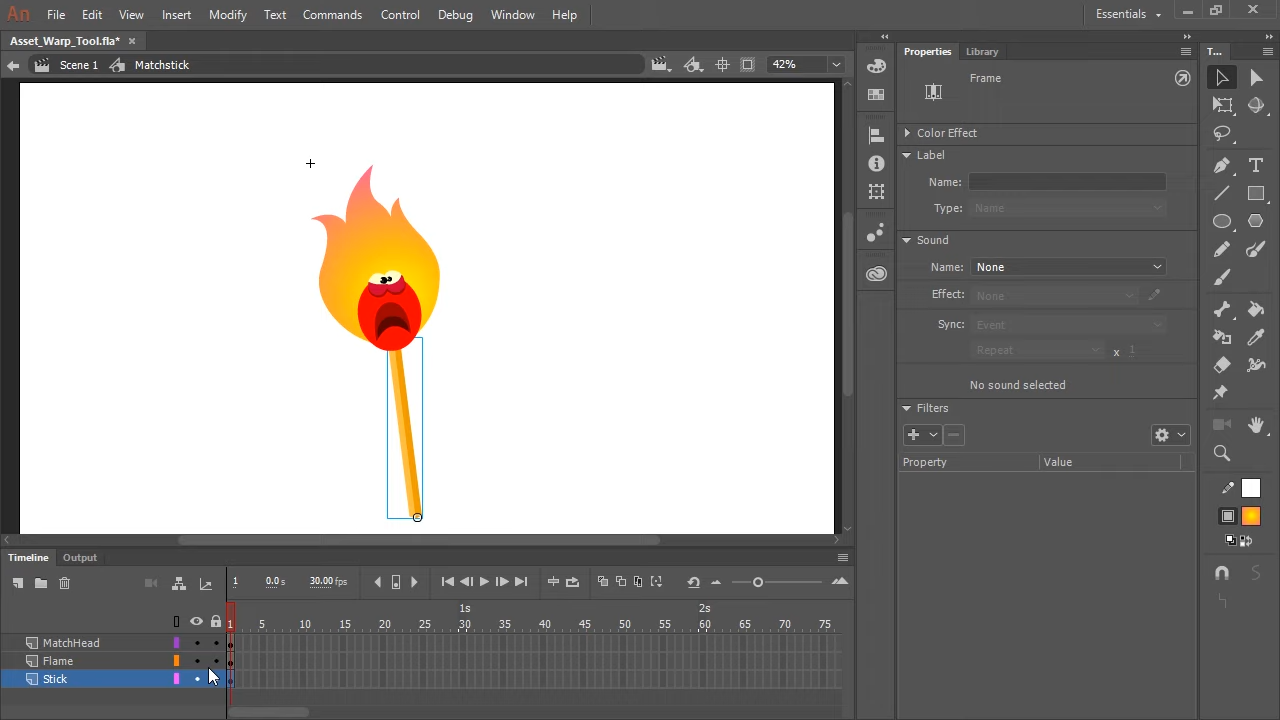 An File Edit View Insert Modify Text Commands Control Debug Window Help Essentials
Asset_Warp_Tool.fla* ×
Scene 1 Matchstick 42%
Properties Library T...
Frame
Color Effect
Label
Name:
Type: Name
Sound
Name: None
Effect: None
Sync: Event
Repeat x 1
No sound selected
Filters
Property Value
Timeline Output
1 0.0 s 30.00 fps
1s 2s
1 5 10 15 20 25 30 35 40 45 50 55 60 65 70 75
MatchHead
Flame
Stick